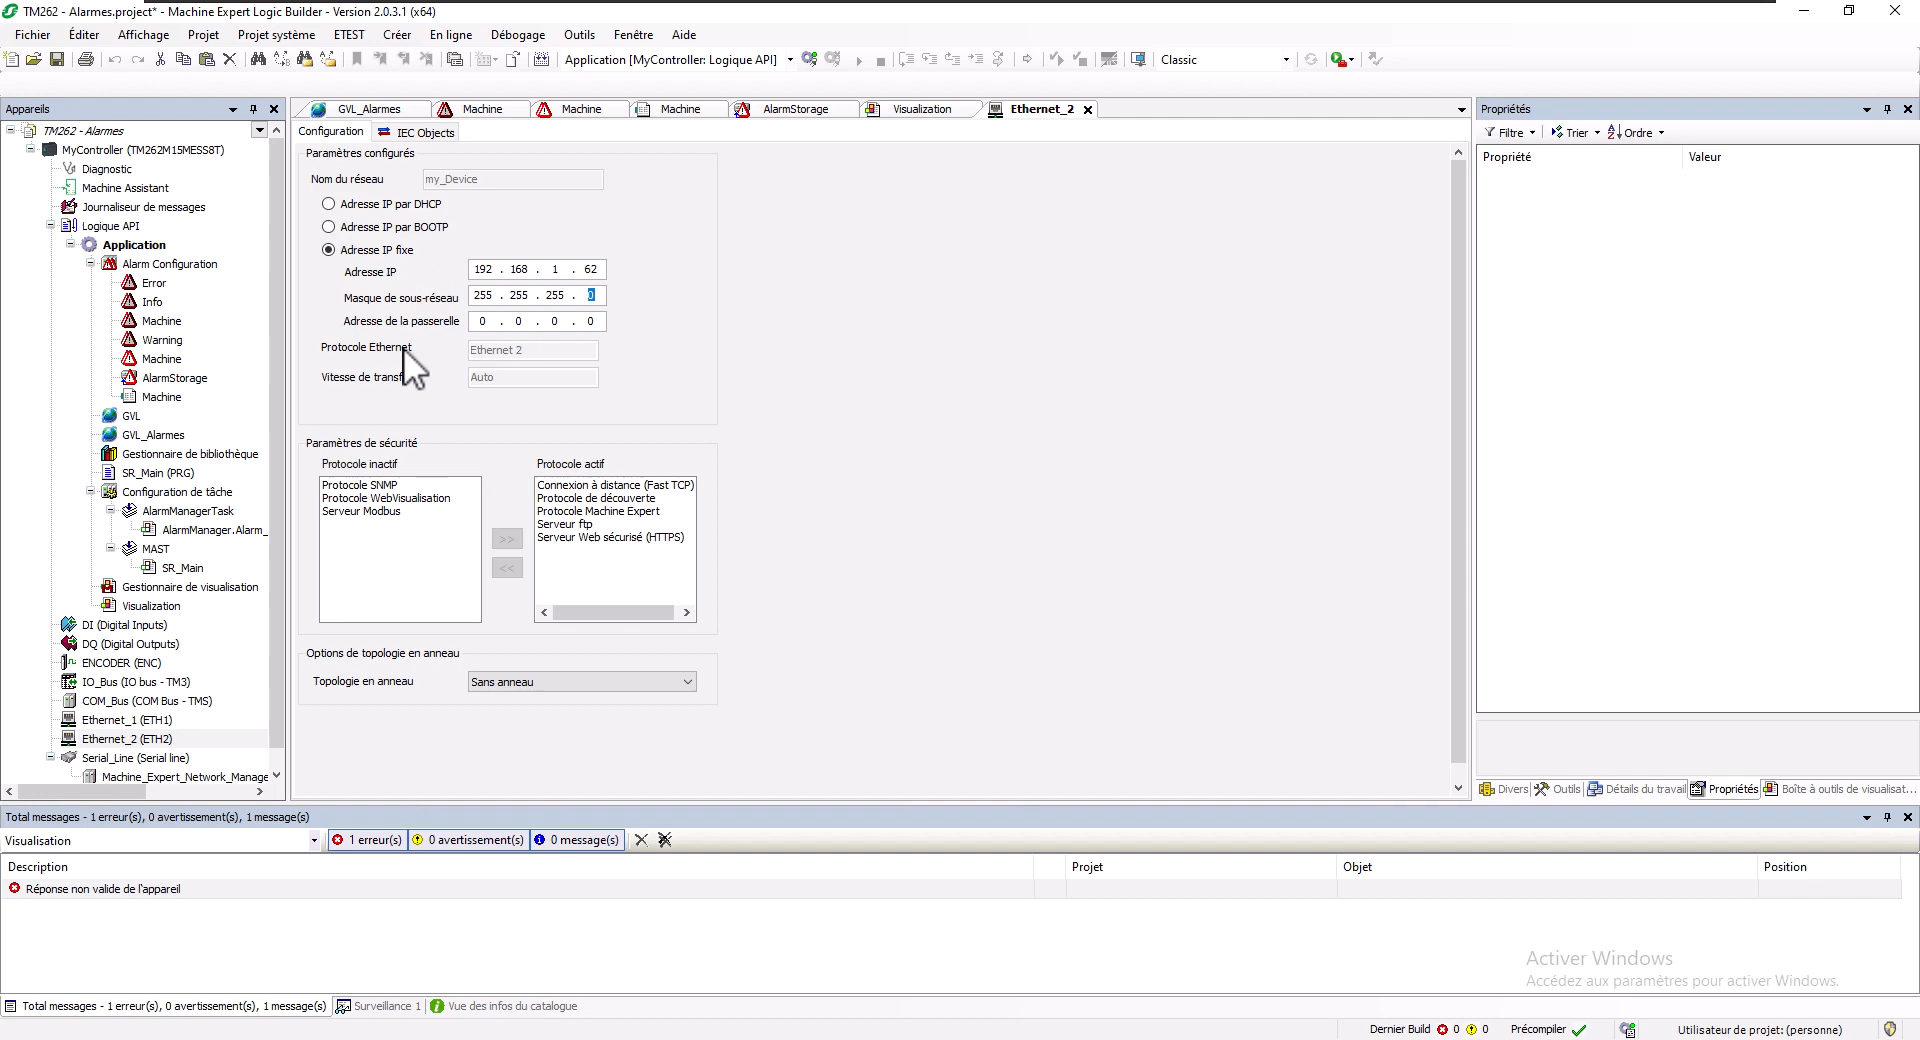 TM262 - Alarmes.project* - Machine Expert Logic Builder - Version 2.0.3.1 (x64)
Fichier Éditer Affichage Projet Projet système ETEST Créer En ligne Débogage Outils Fenêtre Aide
Application [MyController: Logique API] Classic
Appareils
TM262 - Alarmes
MyController (TM262M15MESS8T)
Diagnostic
Machine Assistant
Journaliseur de messages
Logique API
Application
Alarm Configuration
Error
Info
Machine
Warning
Machine
AlarmStorage
Machine
GVL
GVL_Alarmes
Gestionnaire de bibliothèque
SR_Main (PRG)
Configuration de tâche
AlarmManagerTask
AlarmManager.Alarm_
MAST
SR_Main
Gestionnaire de visualisation
Visualization
DI (Digital Inputs)
DQ (Digital Outputs)
ENCODER (ENC)
IO_Bus (IO bus - TM3)
COM_Bus (COM Bus - TMS)
Ethernet_1 (ETH1)
Ethernet_2 (ETH2)
Serial_Line (Serial line)
Machine_Expert_Network_Manage
GVL_Alarmes Machine Machine Machine AlarmStorage Visualization Ethernet_2
Configuration IEC Objects
Paramètres configurés
Nom du réseau my_Device
Adresse IP par DHCP
Adresse IP par BOOTP
Adresse IP fixe
Adresse IP 192 . 168 . 1 . 62
Masque de sous-réseau 255 . 255 . 255 . 0
Adresse de la passerelle 0 . 0 . 0 . 0
Protocole Ethernet Ethernet 2
Vitesse de transf Auto
Paramètres de sécurité
Protocole inactif
Protocole SNMP
Protocole WebVisualisation
Serveur Modbus
>>
<<
Protocole actif
Connexion à distance (Fast TCP)
Protocole de découverte
Protocole Machine Expert
Serveur ftp
Serveur Web sécurisé (HTTPS)
Options de topologie en anneau
Topologie en anneau Sans anneau
Propriétés
Filtre Trier Ordre
Propriété Valeur
Divers Outils Détails du travail Propriétés Boîte à outils de visualisat...
Total messages - 1 erreur(s), 0 avertissement(s), 1 message(s)
Visualisation 1 erreur(s) 0 avertissement(s) 0 message(s)
Description Projet Objet Position
Réponse non valide de l'appareil
Activer Windows
Accédez aux paramètres pour activer Windows.
Total messages - 1 erreur(s), 0 avertissement(s), 1 message(s) Surveillance 1 Vue des infos du catalogue
Dernier Build 0 0 Précompiler Utilisateur de projet: (personne)